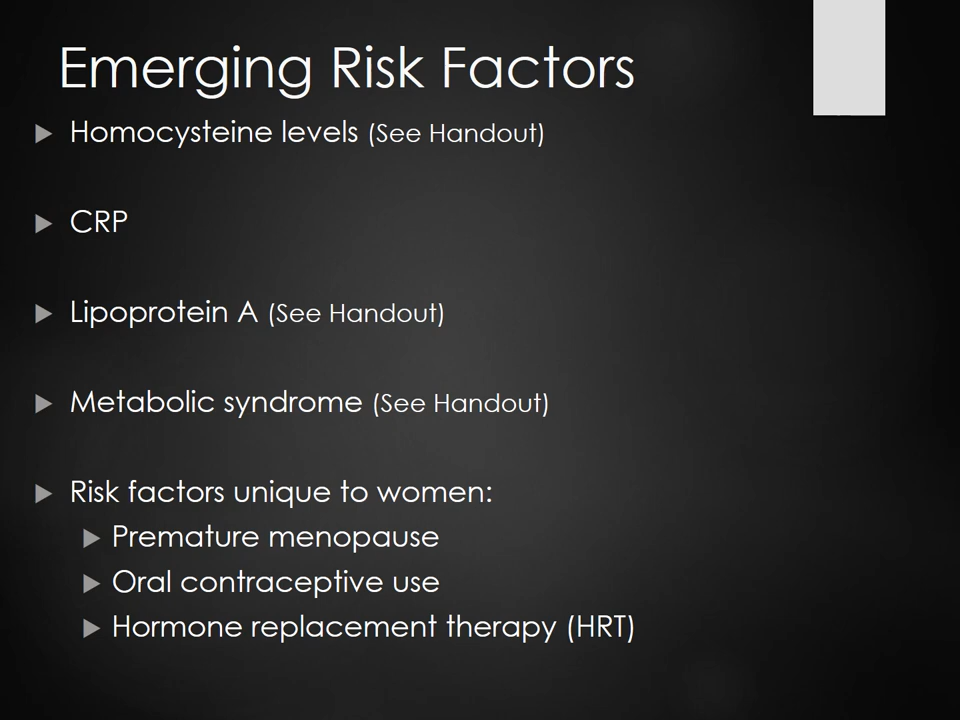 Emerging Risk Factors
Homocysteine levels (See Handout)
CRP
Lipoprotein A (See Handout)
Metabolic syndrome (See Handout)
Risk factors unique to women:
Premature menopause
Oral contraceptive use
Hormone replacement therapy (HRT)